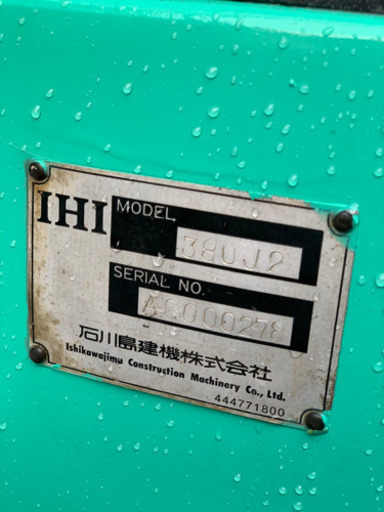 IHI
MODEL
38UJ2
SERIAL NO.
AG000278
石川島建機株式会社
Ishikawajima Construction Machinery Co., Ltd.
444771800